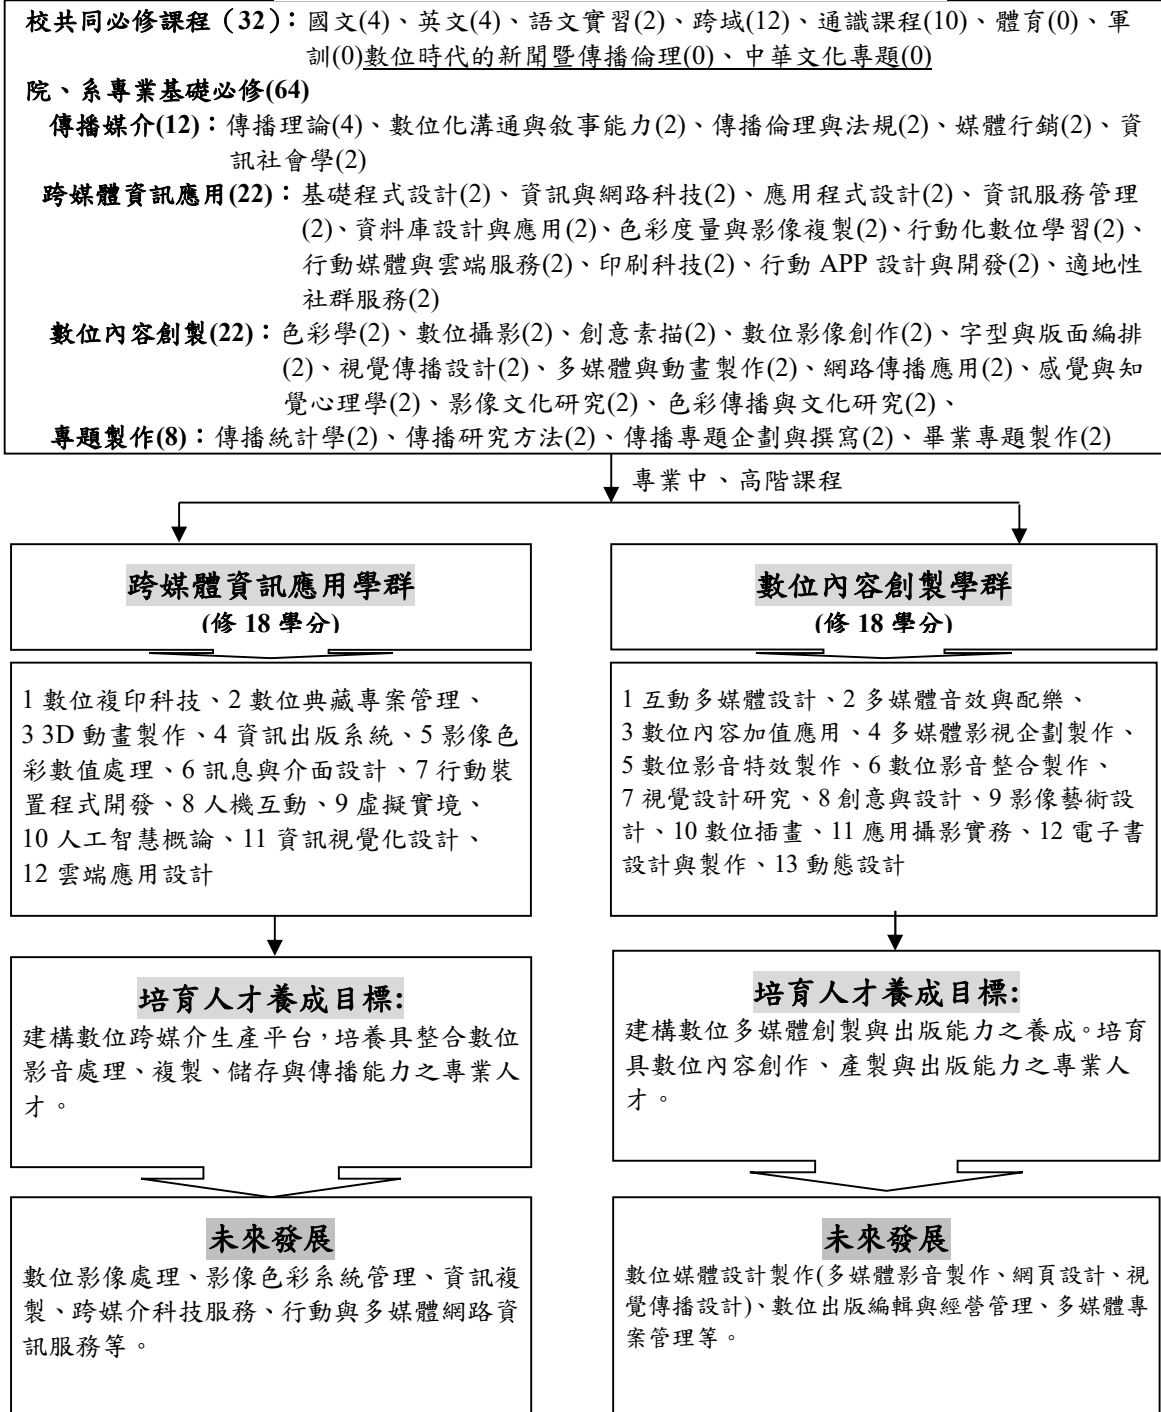 校共同必修課程（32）：國文(4)、英文(4)、語文實習(2)、跨域(12)、通識課程(10)、體育(0)、軍
訓(0)數位時代的新聞暨傳播倫理(0)、中華文化專題(0)
院、系專業基礎必修(64)
傳播媒介(12)：傳播理論(4)、數位化溝通與敘事能力(2)、傳播倫理與法規(2)、媒體行銷(2)、資
訊社會學(2)
跨媒體資訊應用(22)：基礎程式設計(2)、資訊與網路科技(2)、應用程式設計(2)、資訊服務管理
(2)、資料庫設計與應用(2)、色彩度量與影像複製(2)、行動化數位學習(2)、
行動媒體與雲端服務(2)、印刷科技(2)、行動 APP 設計與開發(2)、適地性
社群服務(2)
數位內容創製(22)：色彩學(2)、數位攝影(2)、創意素描(2)、數位影像創作(2)、字型與版面編排
(2)、視覺傳播設計(2)、多媒體與動畫製作(2)、網路傳播應用(2)、感覺與知
覺心理學(2)、影像文化研究(2)、色彩傳播與文化研究(2)、
專題製作(8)：傳播統計學(2)、傳播研究方法(2)、傳播專題企劃與撰寫(2)、畢業專題製作(2)
專業中、高階課程
跨媒體資訊應用學群
(修 18 學分)
1 數位複印科技、2 數位典藏專案管理、
3 3D 動畫製作、4 資訊出版系統、5 影像色
彩數值處理、6 訊息與介面設計、7 行動裝
置程式開發、8 人機互動、9 虛擬實境、
10 人工智慧概論、11 資訊視覺化設計、
12 雲端應用設計
培育人才養成目標:
建構數位跨媒介生產平台，培養具整合數位
影音處理、複製、儲存與傳播能力之專業人
才。
未來發展
數位影像處理、影像色彩系統管理、資訊複
製、跨媒介科技服務、行動與多媒體網路資
訊服務等。
數位內容創製學群
(修 18 學分)
1 互動多媒體設計、2 多媒體音效與配樂、
3 數位內容加值應用、4 多媒體影視企劃製作、
5 數位影音特效製作、6 數位影音整合製作、
7 視覺設計研究、8 創意與設計、9 影像藝術設
計、10 數位插畫、11 應用攝影實務、12 電子書
設計與製作、13 動態設計
培育人才養成目標:
建構數位多媒體創製與出版能力之養成。培育
具數位內容創作、產製與出版能力之專業人
才。
未來發展
數位媒體設計製作(多媒體影音製作、網頁設計、視
覺傳播設計)、數位出版編輯與經營管理、多媒體專
案管理等。